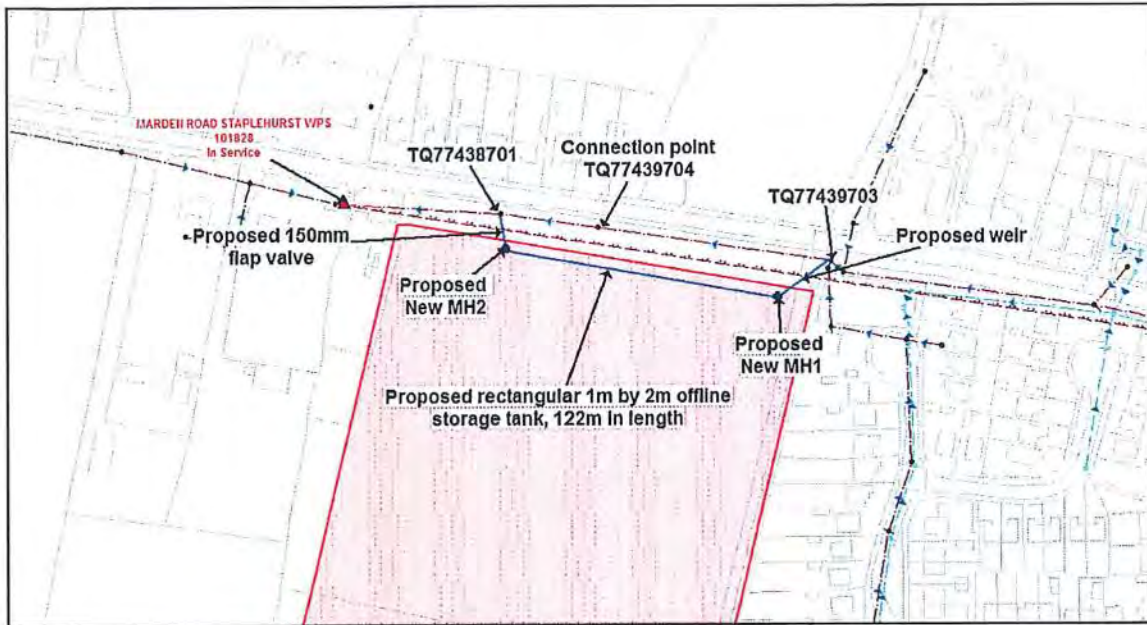 MARDEN ROAD STAPLEHURST WPS
101828
In Service
TQ77438701
Connection point
TQ77439704
TQ77439703
Proposed 150mm
flap valve
Proposed weir
Proposed
New MH2
Proposed
New MH1
Proposed rectangular 1m by 2m offline
storage tank, 122m in length